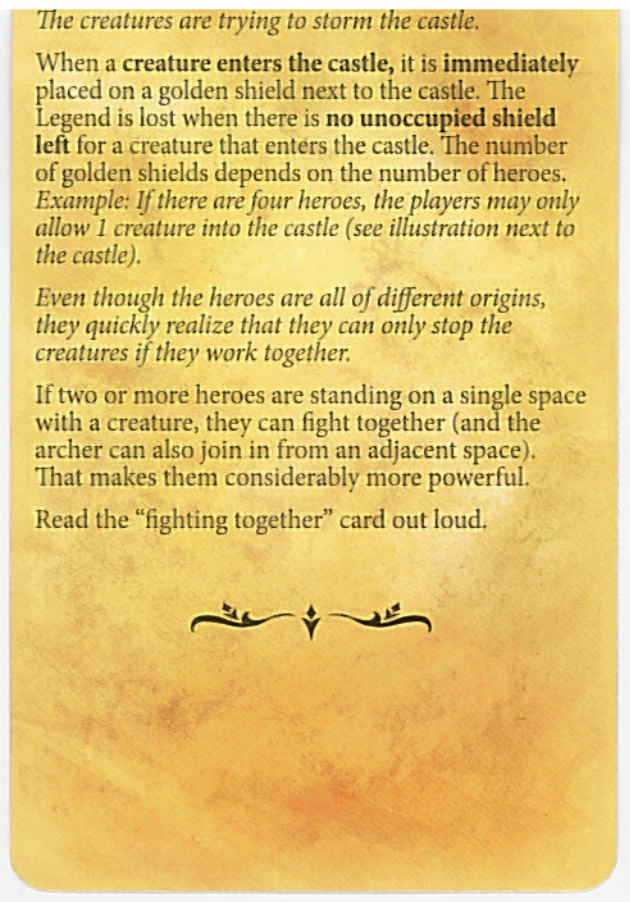 The creatures are trying to storm the castle.
When a creature enters the castle, it is immediately
placed on a golden shield next to the castle. The
Legend is lost when there is no unoccupied shield
left for a creature that enters the castle. The number
of golden shields depends on the number of heroes.
Example: If there are four heroes, the players may only
allow 1 creature into the castle (see illustration next to
the castle).
Even though the heroes are all of different origins,
they quickly realize that they can only stop the
creatures if they work together.
If two or more heroes are standing on a single space
with a creature, they can fight together (and the
archer can also join in from an adjacent space).
That makes them considerably more powerful.
Read the “fighting together” card out loud.